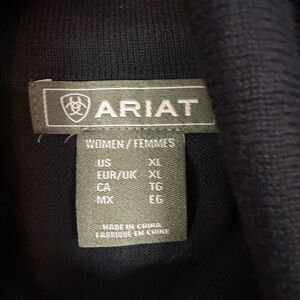 ARIAT
WOMEN / FEMMES
US XL
EUR/UK XL
CA TG
MX EG
MADE IN CHINA
FABRIQUÉ EN CHINE